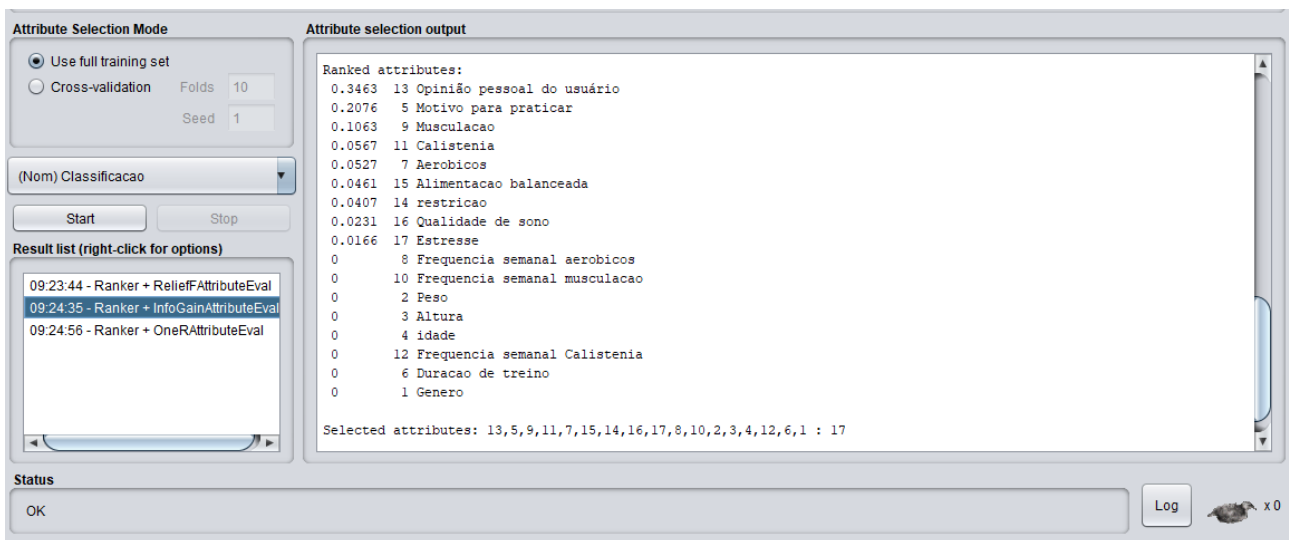 Attribute Selection Mode
Use full training set
Cross-validation Folds 10
Seed 1
(Nom) Classificacao
Start Stop
Result list (right-click for options)
09:23:44 - Ranker + ReliefFAttributeEval
09:24:35 - Ranker + InfoGainAttributeEval
09:24:56 - Ranker + OneRAttributeEval
Attribute selection output
Ranked attributes:
0.3463 13 Opinião pessoal do usuário
0.2076 5 Motivo para praticar
0.1063 9 Musculacao
0.0567 11 Calistenia
0.0527 7 Aerobicos
0.0461 15 Alimentacao balanceada
0.0407 14 restricao
0.0231 16 Qualidade de sono
0.0166 17 Estresse
0 8 Frequencia semanal aerobicos
0 10 Frequencia semanal musculacao
0 2 Peso
0 3 Altura
0 4 idade
0 12 Frequencia semanal Calistenia
0 6 Duracao de treino
0 1 Genero
Selected attributes: 13,5,9,11,7,15,14,16,17,8,10,2,3,4,12,6,1 : 17
Status
OK
Log
x 0